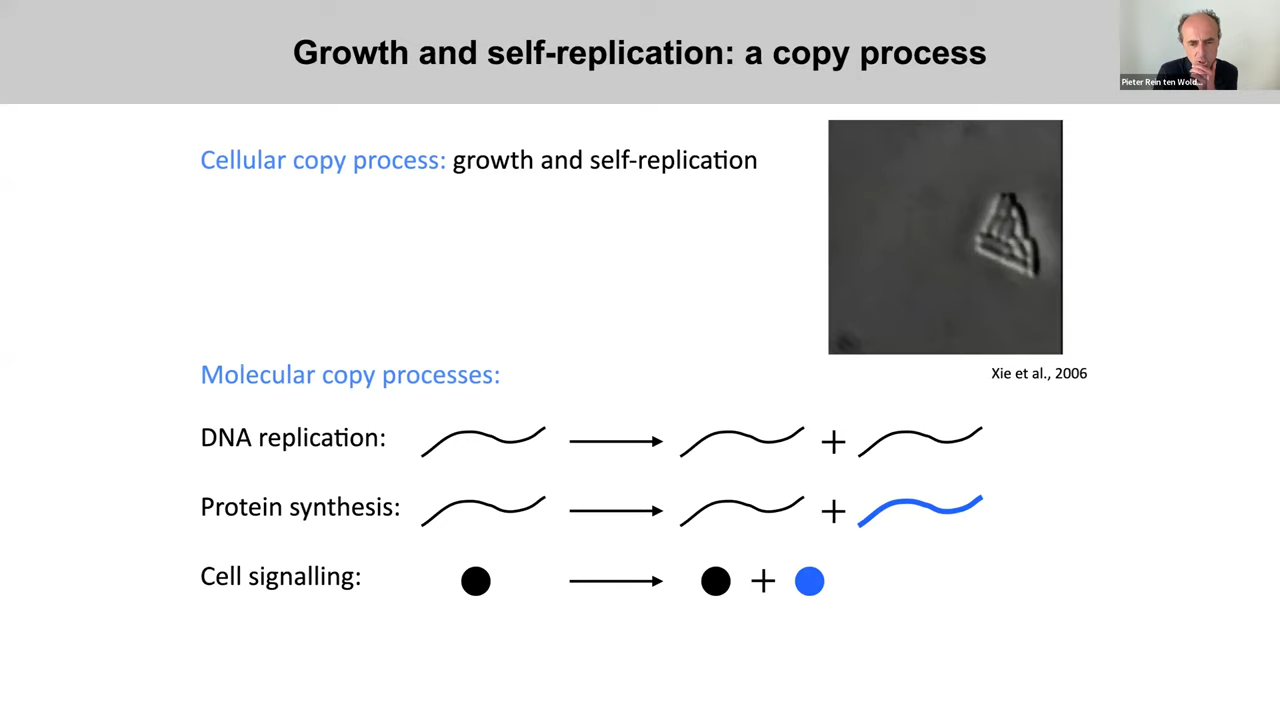 Growth and self-replication: a copy process
Pieter Rein ten Wold...
Cellular copy process: growth and self-replication
Xie et al., 2006
Molecular copy processes:
DNA replication:
+
Protein synthesis:
+
Cell signalling:
+